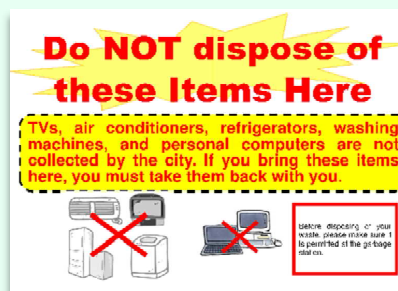 Do NOT dispose of
these Items Here
TVs, air conditioners, refrigerators, washing
machines, and personal computers are not
collected by the city. If you bring these items
here, you must take them back with you.
Before disposing of your
waste, please make sure it
is permitted at the garbage
station.